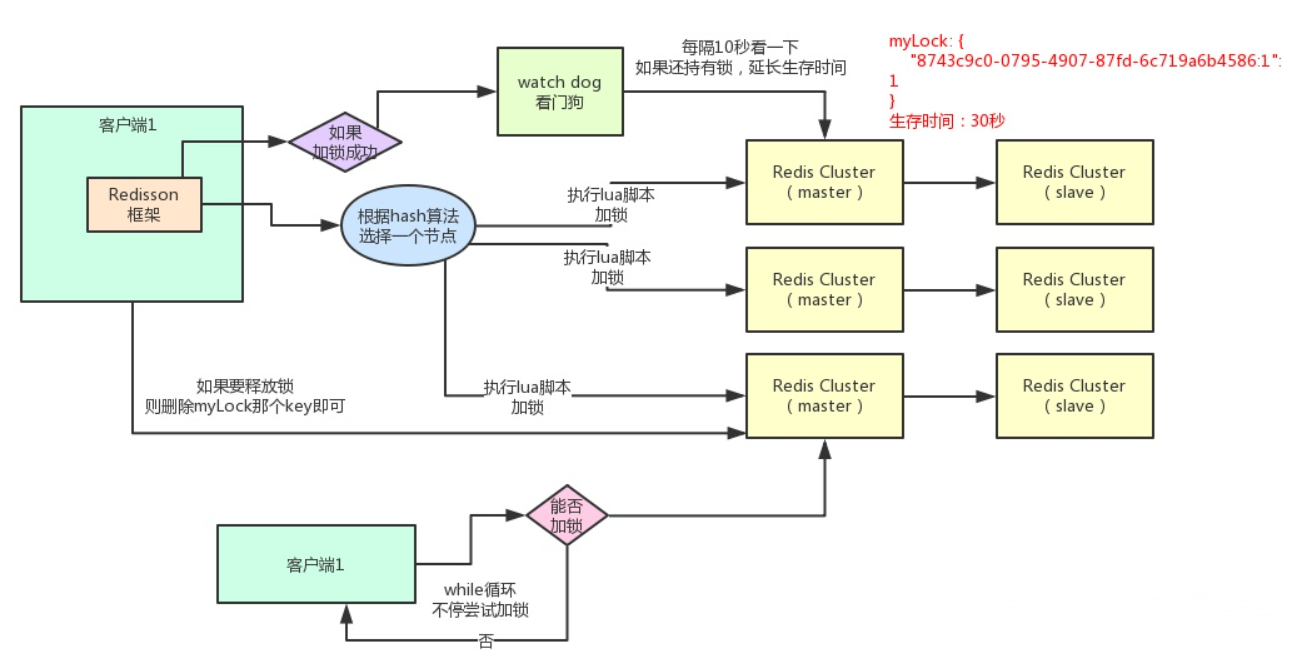 每隔10秒看一下
如果还持有锁，延长生存时间
myLock: {
"8743c9c0-0795-4907-87fd-6c719a6b4586:1":
1
}
生存时间：30秒
watch dog
看门狗
客户端1
如果
加锁成功
Redisson
框架
根据hash算法
选择一个节点
执行lua脚本
加锁
Redis Cluster
（ master ）
Redis Cluster
（ slave ）
执行lua脚本
加锁
Redis Cluster
（ master ）
Redis Cluster
（ slave ）
如果要释放锁
则删除myLock那个key即可
执行lua脚本
加锁
Redis Cluster
（ master ）
Redis Cluster
（ slave ）
能否
加锁
客户端1
while循环
不停尝试加锁
否